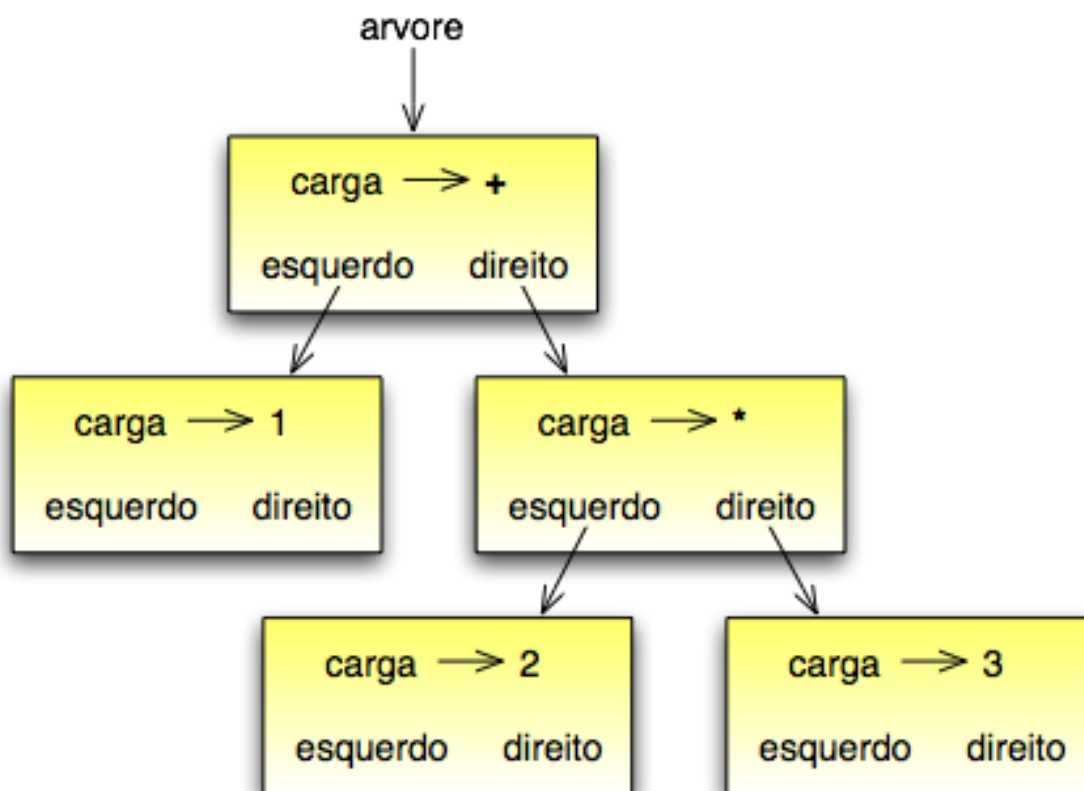 arvore
carga + 
esquerdo direito
carga 1
esquerdo direito
carga *
esquerdo direito
carga 2
esquerdo direito
carga 3
esquerdo direito